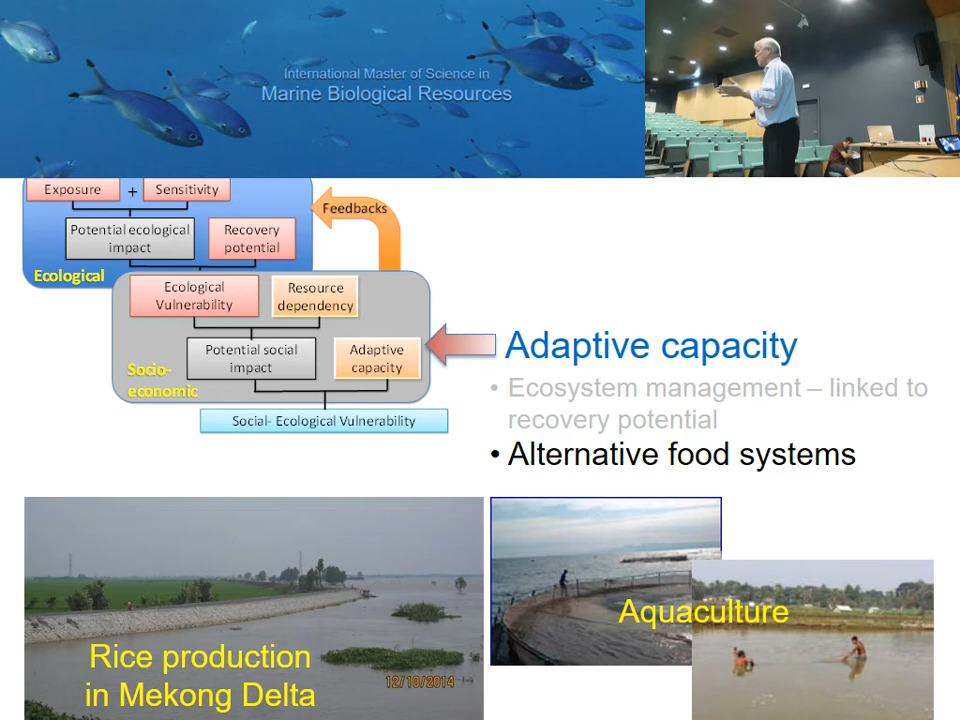 International Master of Science in
Marine Biological Resources
Exposure
+
Sensitivity
Feedbacks
Potential ecological
impact
Recovery
potential
Ecological
Ecological
Vulnerability
Resource
dependency
Potential social
impact
Adaptive
capacity
Socio-
economic
Social- Ecological Vulnerability
Adaptive capacity
• Ecosystem management – linked to
recovery potential
• Alternative food systems
Rice production
in Mekong Delta
12/10/2014
Aquaculture